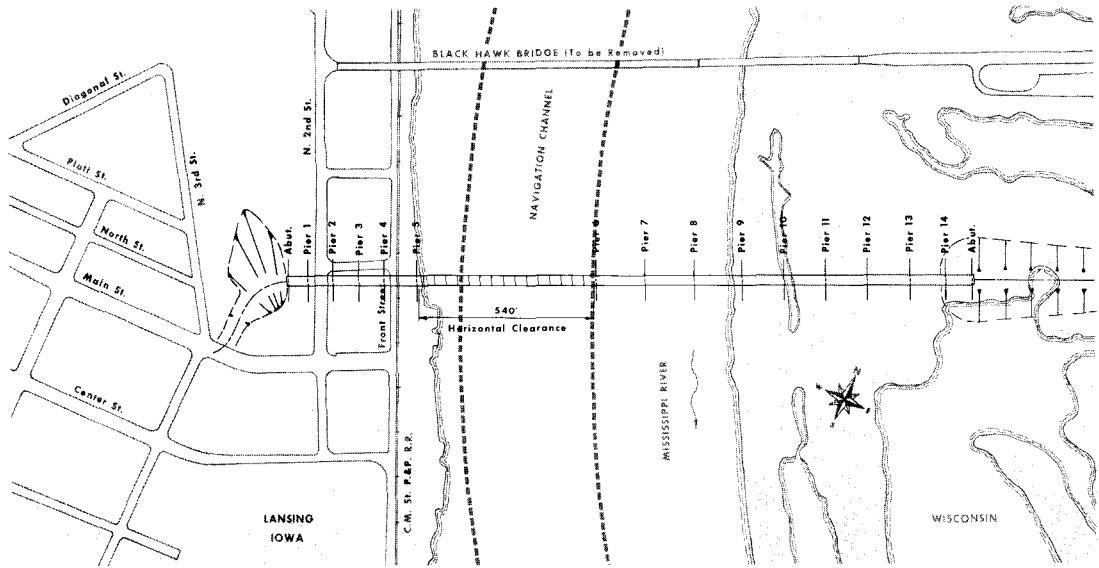 BLACK HAWK BRIDGE (To be Removed)
Diagonal St.
Platt St.
N. 3rd St.
N. 2nd St.
NAVIGATION CHANNEL
North St.
Main St.
Center St.
Abut.
Pier 1
Pier 2
Pier 3
Pier 4
Pier 5
Pier 7
Pier 8
Pier 9
Pier 10
Pier 11
Pier 12
Pier 13
Pier 14
Abut.
Front Street
540'
Horizontal Clearance
MISSISSIPPI RIVER
N
E
S
W
C.M. St. P.&P. R.R.
LANSING
IOWA
WISCONSIN